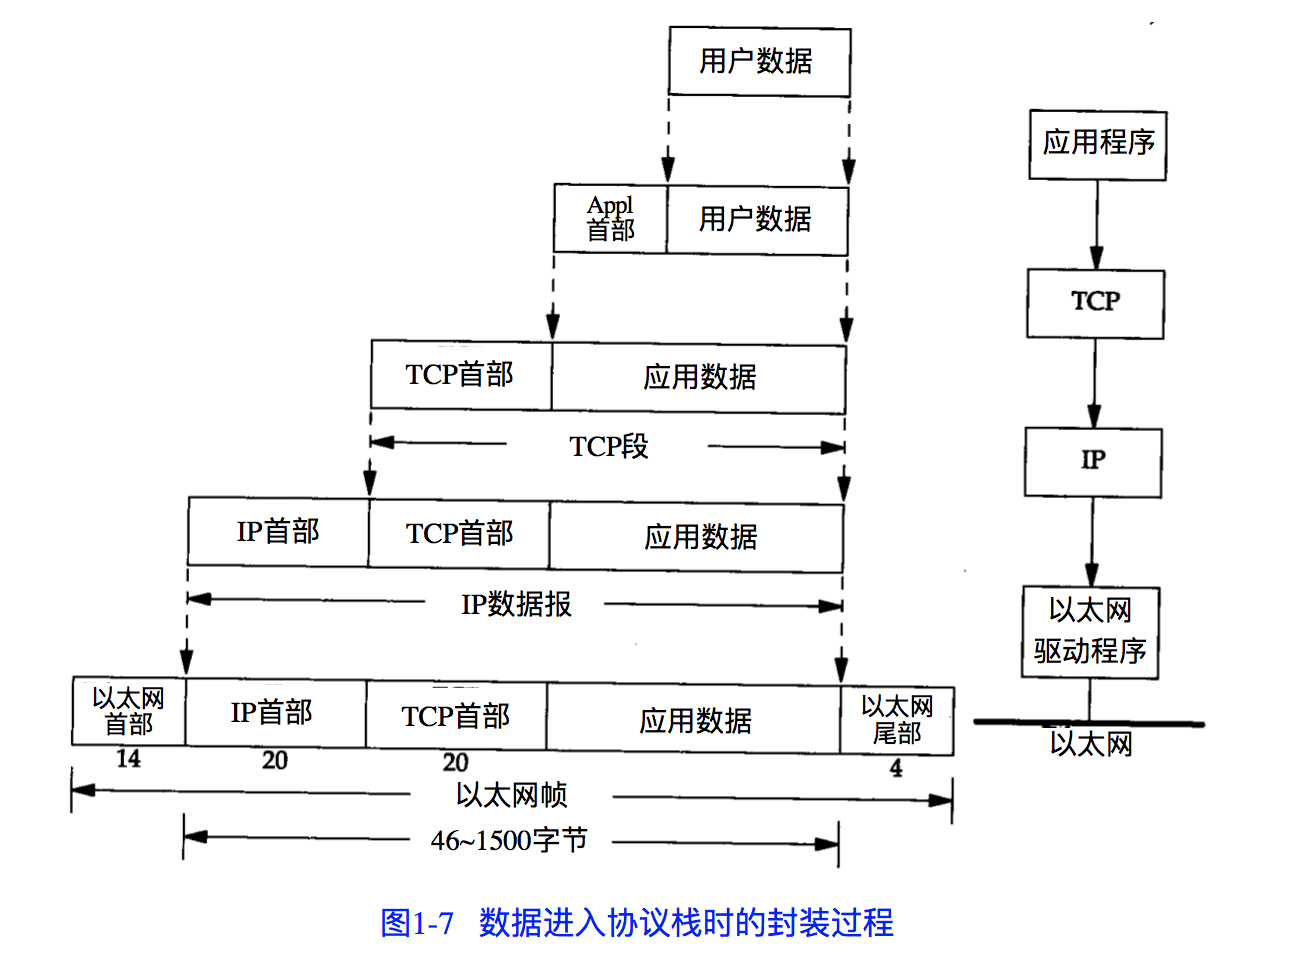 用户数据
应用程序
Appl
首部
用户数据
TCP
TCP首部
应用数据
TCP段
IP
IP首部
TCP首部
应用数据
IP数据报
以太网
驱动程序
以太网
首部
IP首部
TCP首部
应用数据
以太网
尾部
以太网
14
20
20
4
以太网帧
46~1500字节
图1-7 数据进入协议栈时的封装过程